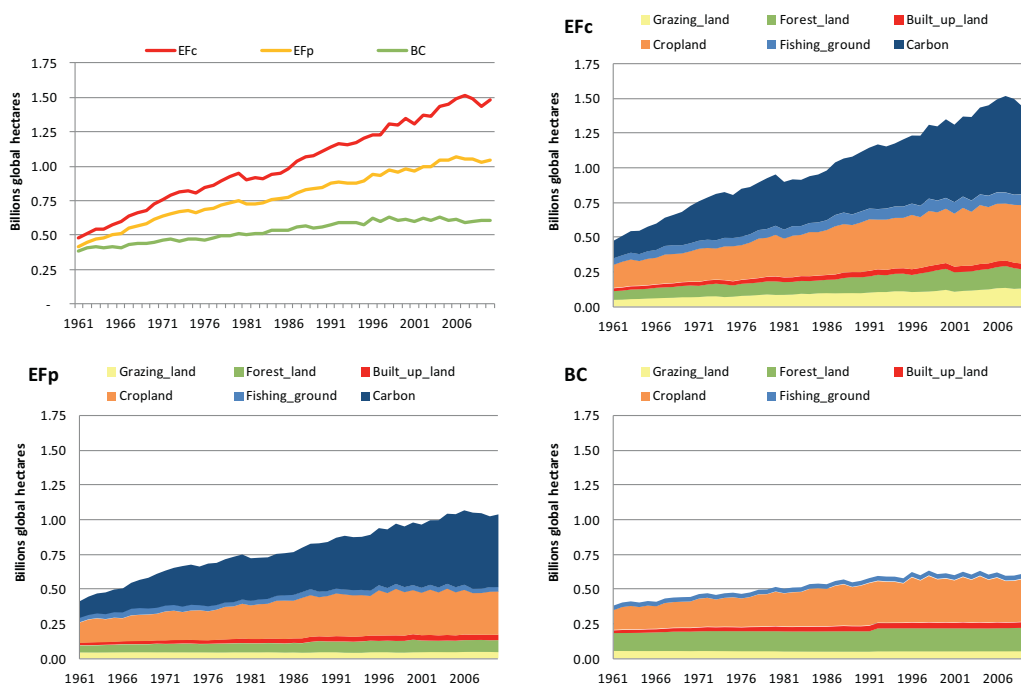 EFc EFp BC
Billions global hectares
1.75
1.50
1.25
1.00
0.75
0.50
0.25
-
1961 1966 1971 1976 1981 1986 1991 1996 2001 2006
EFc
Grazing_land Forest_land Built_up_land
Cropland Fishing_ground Carbon
Billions global hectares
1.75
1.50
1.25
1.00
0.75
0.50
0.25
0.00
1961 1966 1971 1976 1981 1986 1991 1996 2001 2006
EFp
Grazing_land Forest_land Built_up_land
Cropland Fishing_ground Carbon
Billions global hectares
1.75
1.50
1.25
1.00
0.75
0.50
0.25
0.00
1961 1966 1971 1976 1981 1986 1991 1996 2001 2006
BC
Grazing_land Forest_land Built_up_land
Cropland Fishing_ground
Billions global hectares
1.75
1.50
1.25
1.00
0.75
0.50
0.25
0.00
1961 1966 1971 1976 1981 1986 1991 1996 2001 2006